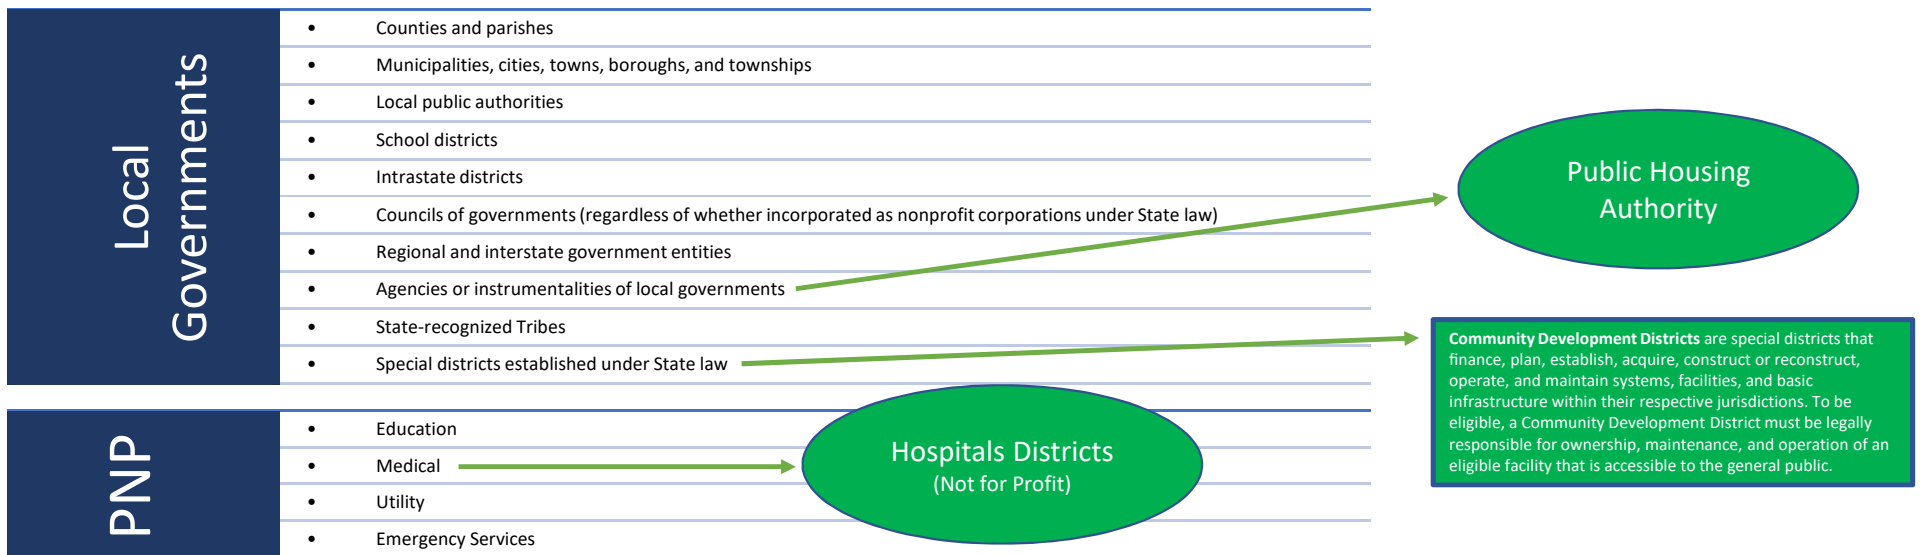 Local
Governments
• Counties and parishes
• Municipalities, cities, towns, boroughs, and townships
• Local public authorities
• School districts
• Intrastate districts
• Councils of governments (regardless of whether incorporated as nonprofit corporations under State law)
• Regional and interstate government entities
• Agencies or instrumentalities of local governments
• State-recognized Tribes
• Special districts established under State law
Public Housing
Authority
Community Development Districts are special districts that
finance, plan, establish, acquire, construct or reconstruct,
operate, and maintain systems, facilities, and basic
infrastructure within their respective jurisdictions. To be
eligible, a Community Development District must be legally
responsible for ownership, maintenance, and operation of an
eligible facility that is accessible to the general public.
PNP
• Education
• Medical
• Utility
• Emergency Services
Hospitals Districts
(Not for Profit)